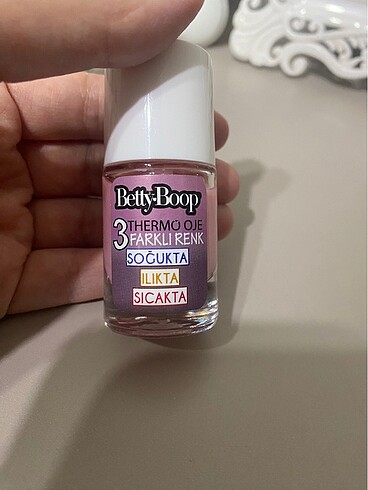 Betty Boop
3 THERMO OJE
FARKLI RENK
SOĞUKTA
ILIKTA
SICAKTA